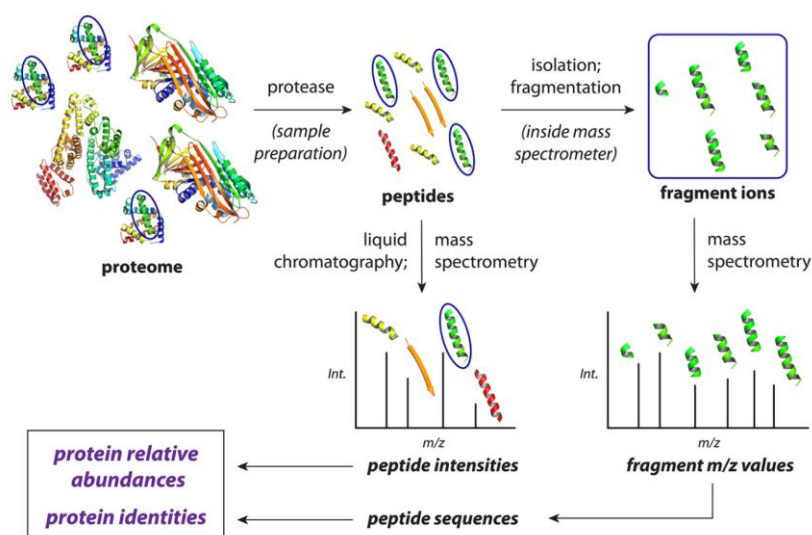 protease
(sample
preparation)
isolation;
fragmentation
(inside mass
spectrometer)
proteome
peptides
fragment ions
liquid
chromatography;
mass
spectrometry
mass
spectrometry
Int.
m/z
Int.
m/z
protein relative
abundances
peptide intensities
fragment m/z values
protein identities
peptide sequences